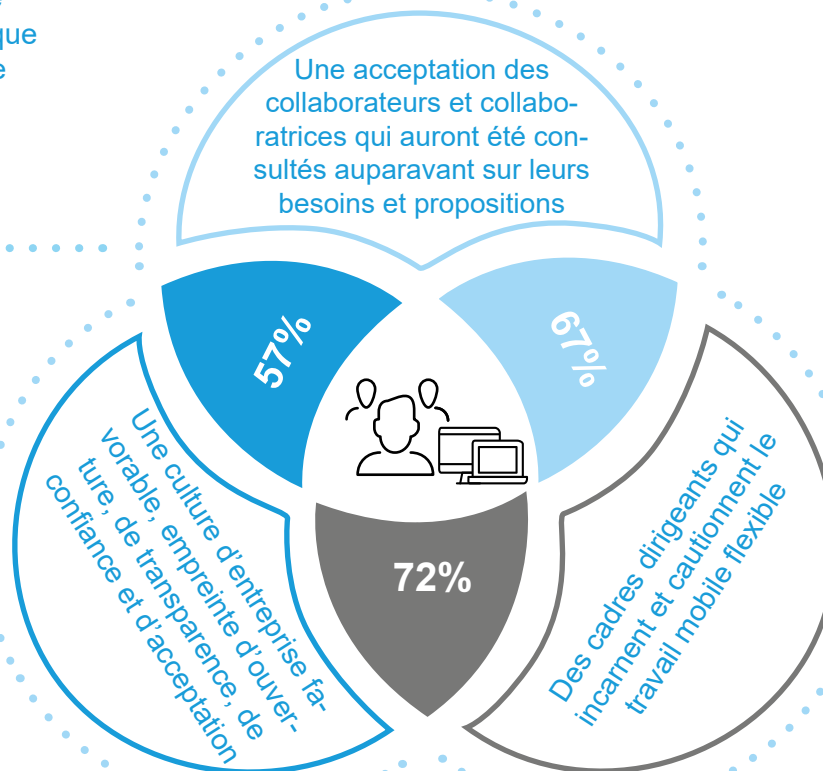 que
Une acceptation des
collaborateurs et collabo-
ratrices qui auront été con-
sultés auparavant sur leurs
besoins et propositions
57%
67%
72%
Une culture d'entreprise fa-
vorable, empreinte d'ouver-
ture, de transparence, de
confiance et d'acceptation
Des cadres dirigeants qui
incarnent et cautionnent le
travail mobile flexible